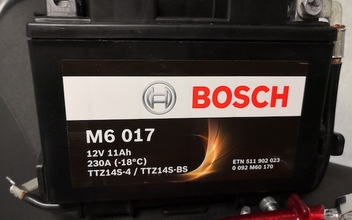 BOSCH
M6 017
12V 11Ah
230A (-18°C)
TTZ14S-4 / TTZ14S-BS
ETN 511 902 023
0 092 M60 170